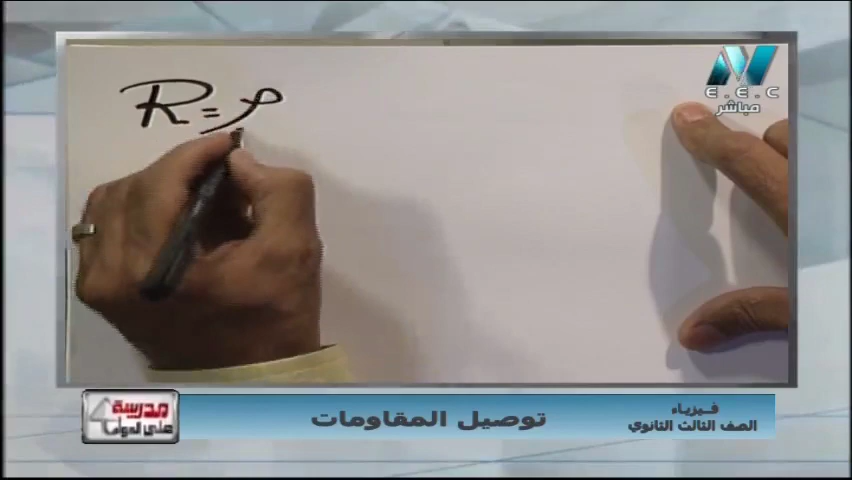 R = ρ
E.E.C
مباشر
مدرسة
على الهواء
توصيل المقاومات
فيزياء
الصف الثالث الثانوي